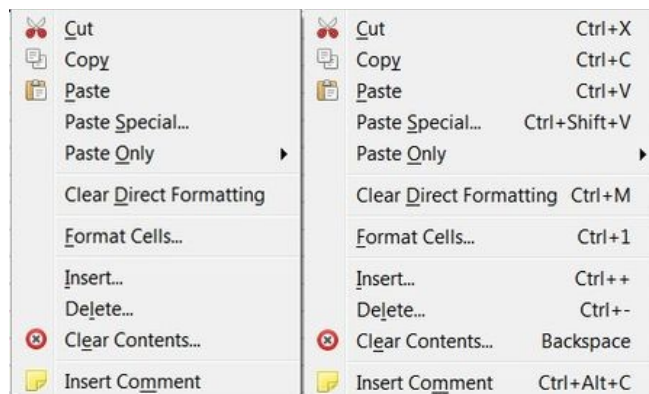 Cut
Copy
Paste
Paste Special...
Paste Only
Clear Direct Formatting
Format Cells...
Insert...
Delete...
Clear Contents...
Insert Comment
Cut Ctrl+X
Copy Ctrl+C
Paste Ctrl+V
Paste Special... Ctrl+Shift+V
Paste Only
Clear Direct Formatting Ctrl+M
Format Cells... Ctrl+1
Insert... Ctrl++
Delete... Ctrl+-
Clear Contents... Backspace
Insert Comment Ctrl+Alt+C